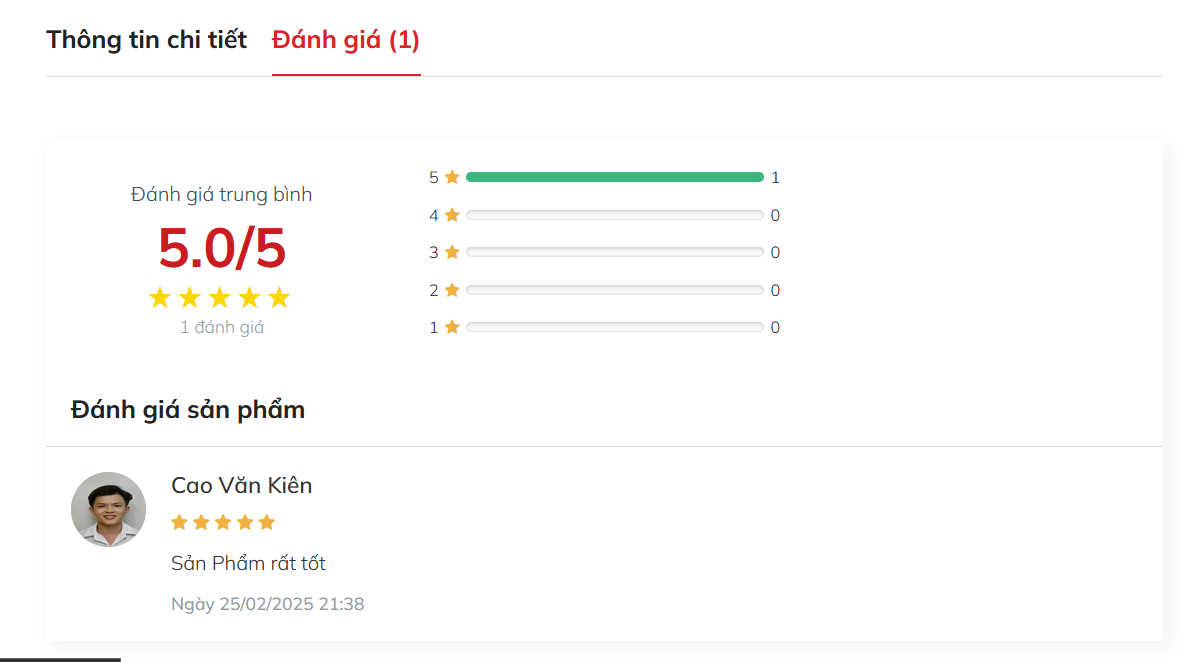 Thông tin chi tiết Đánh giá (1)
Đánh giá trung bình
5.0/5
1 đánh giá
5 1
4 0
3 0
2 0
1 0
Đánh giá sản phẩm
Cao Văn Kiên
Sản Phẩm rất tốt
Ngày 25/02/2025 21:38